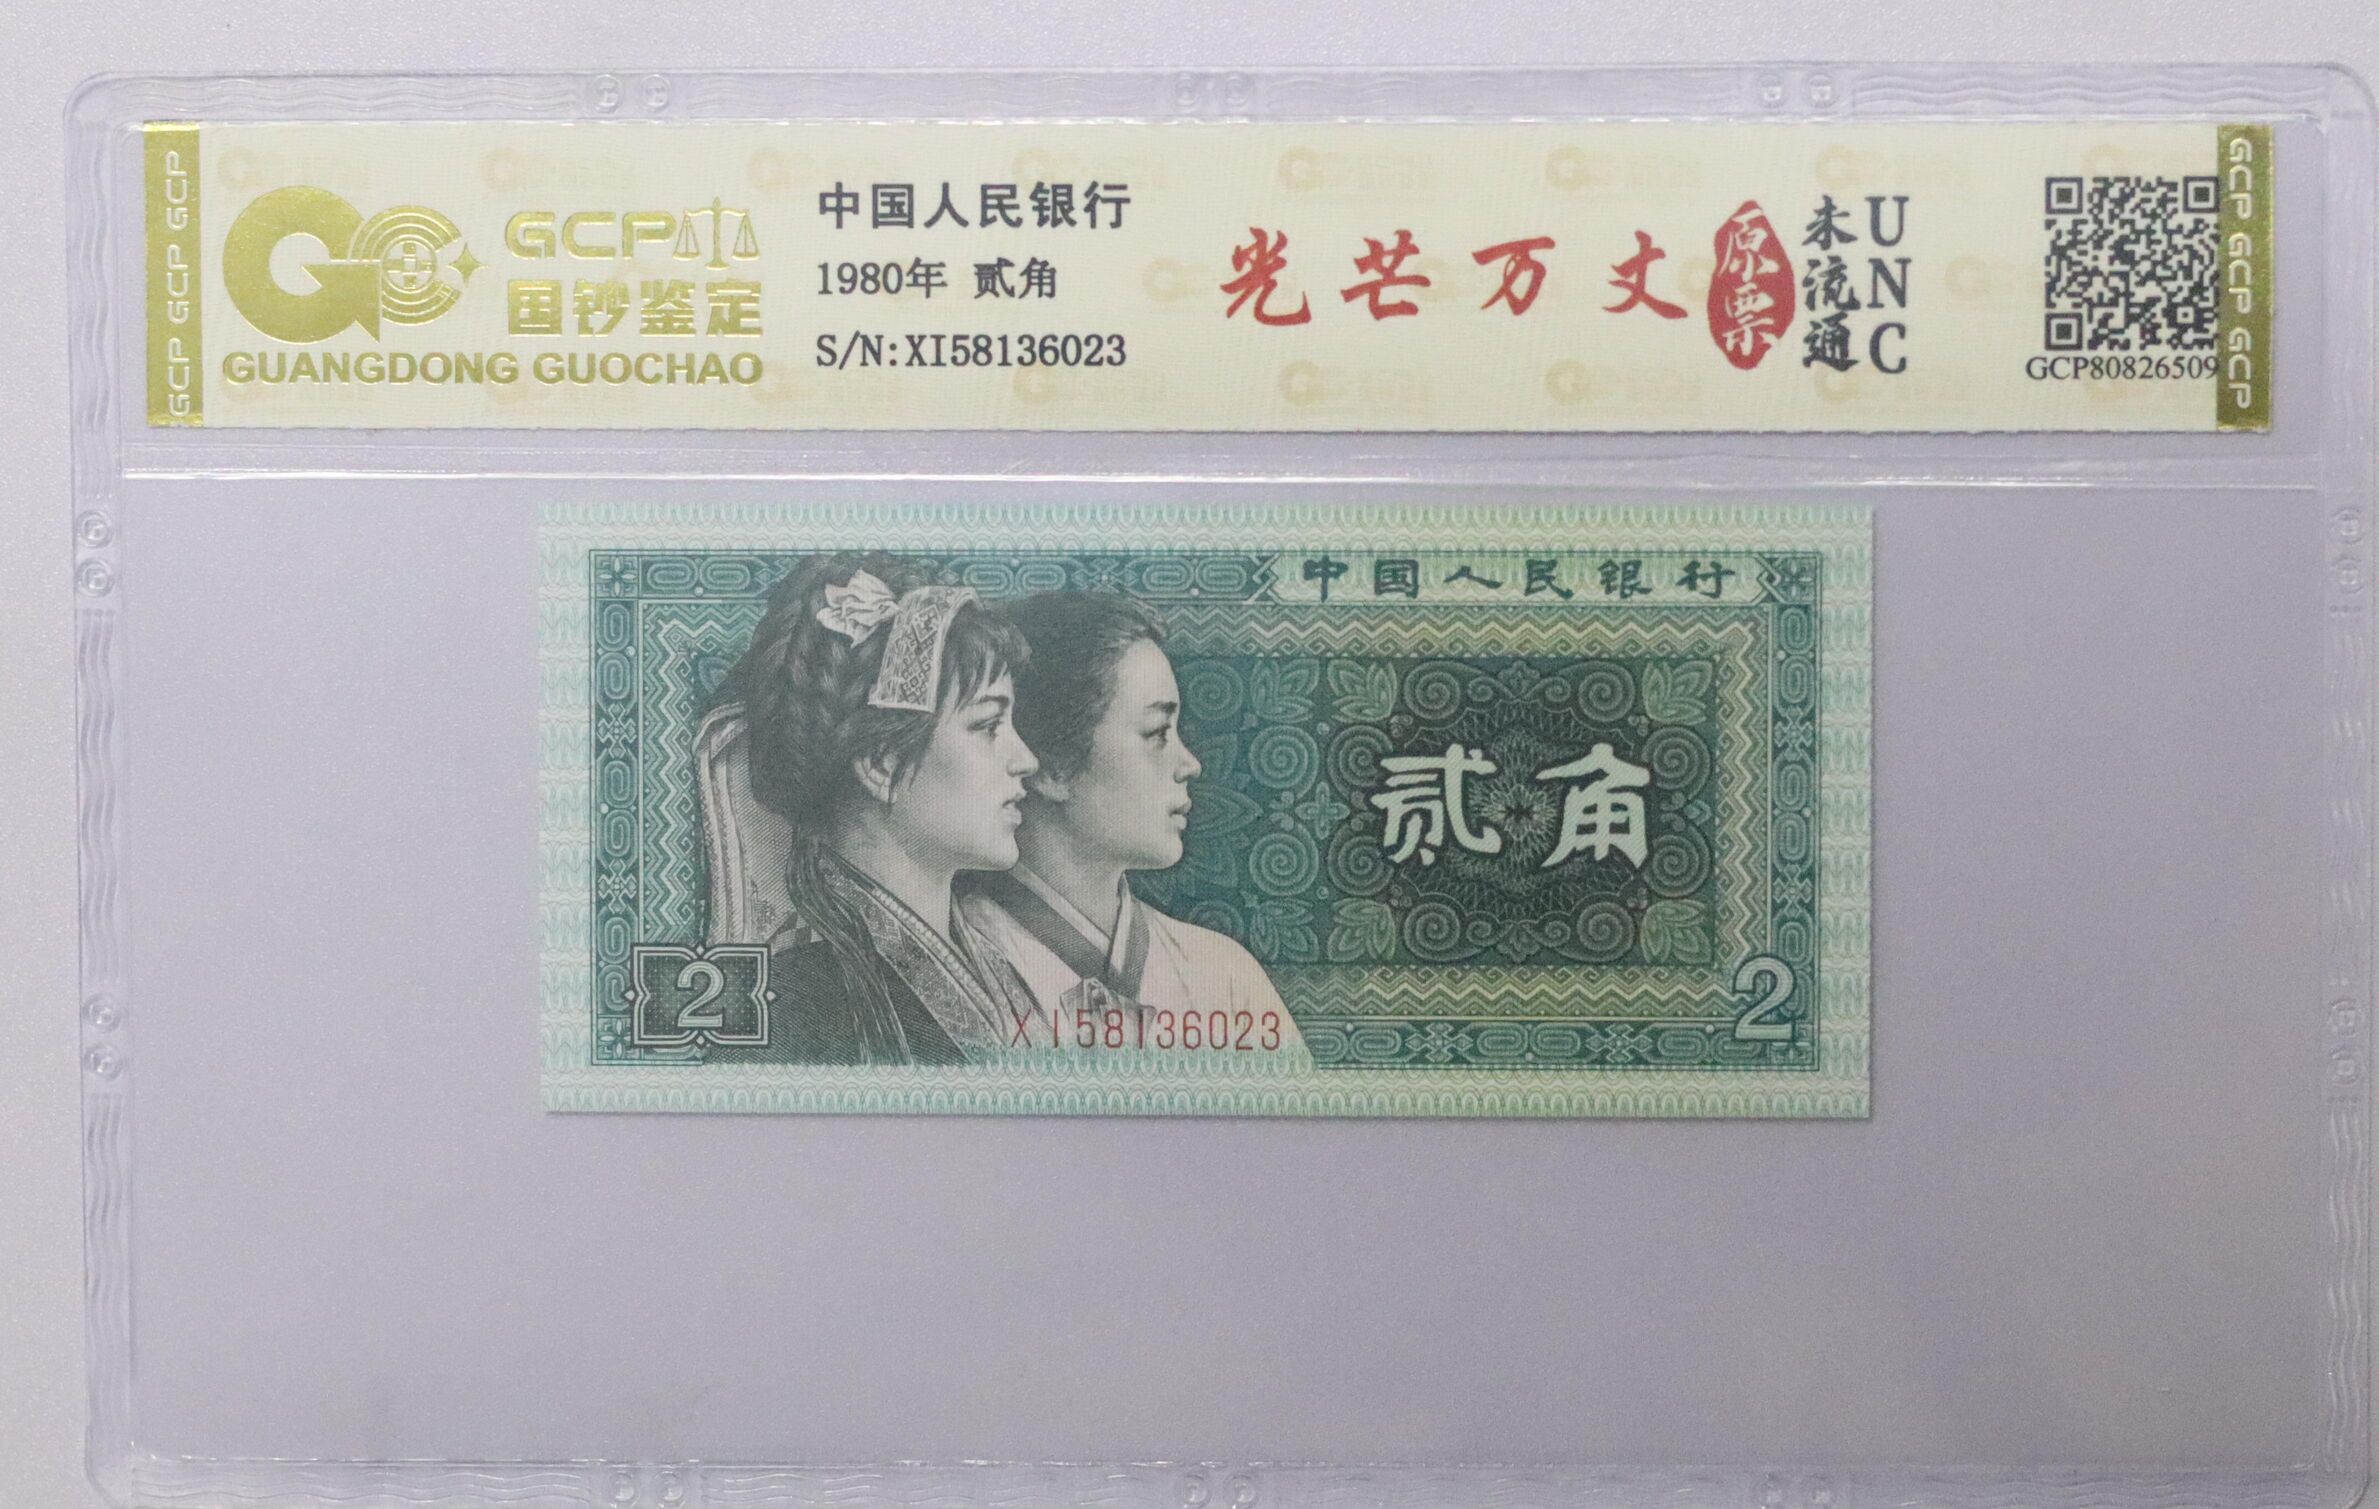 GCP GCP GCP
GCP
国钞鉴定
GUANGDONG GUOCHAO
中国人民银行
1980年 贰角
S/N:XI58136023
光芒万丈
原票
未流通
UNC
GCP80826509
GCP GCP GCP
中国人民银行
贰角
2
XI58136023
2